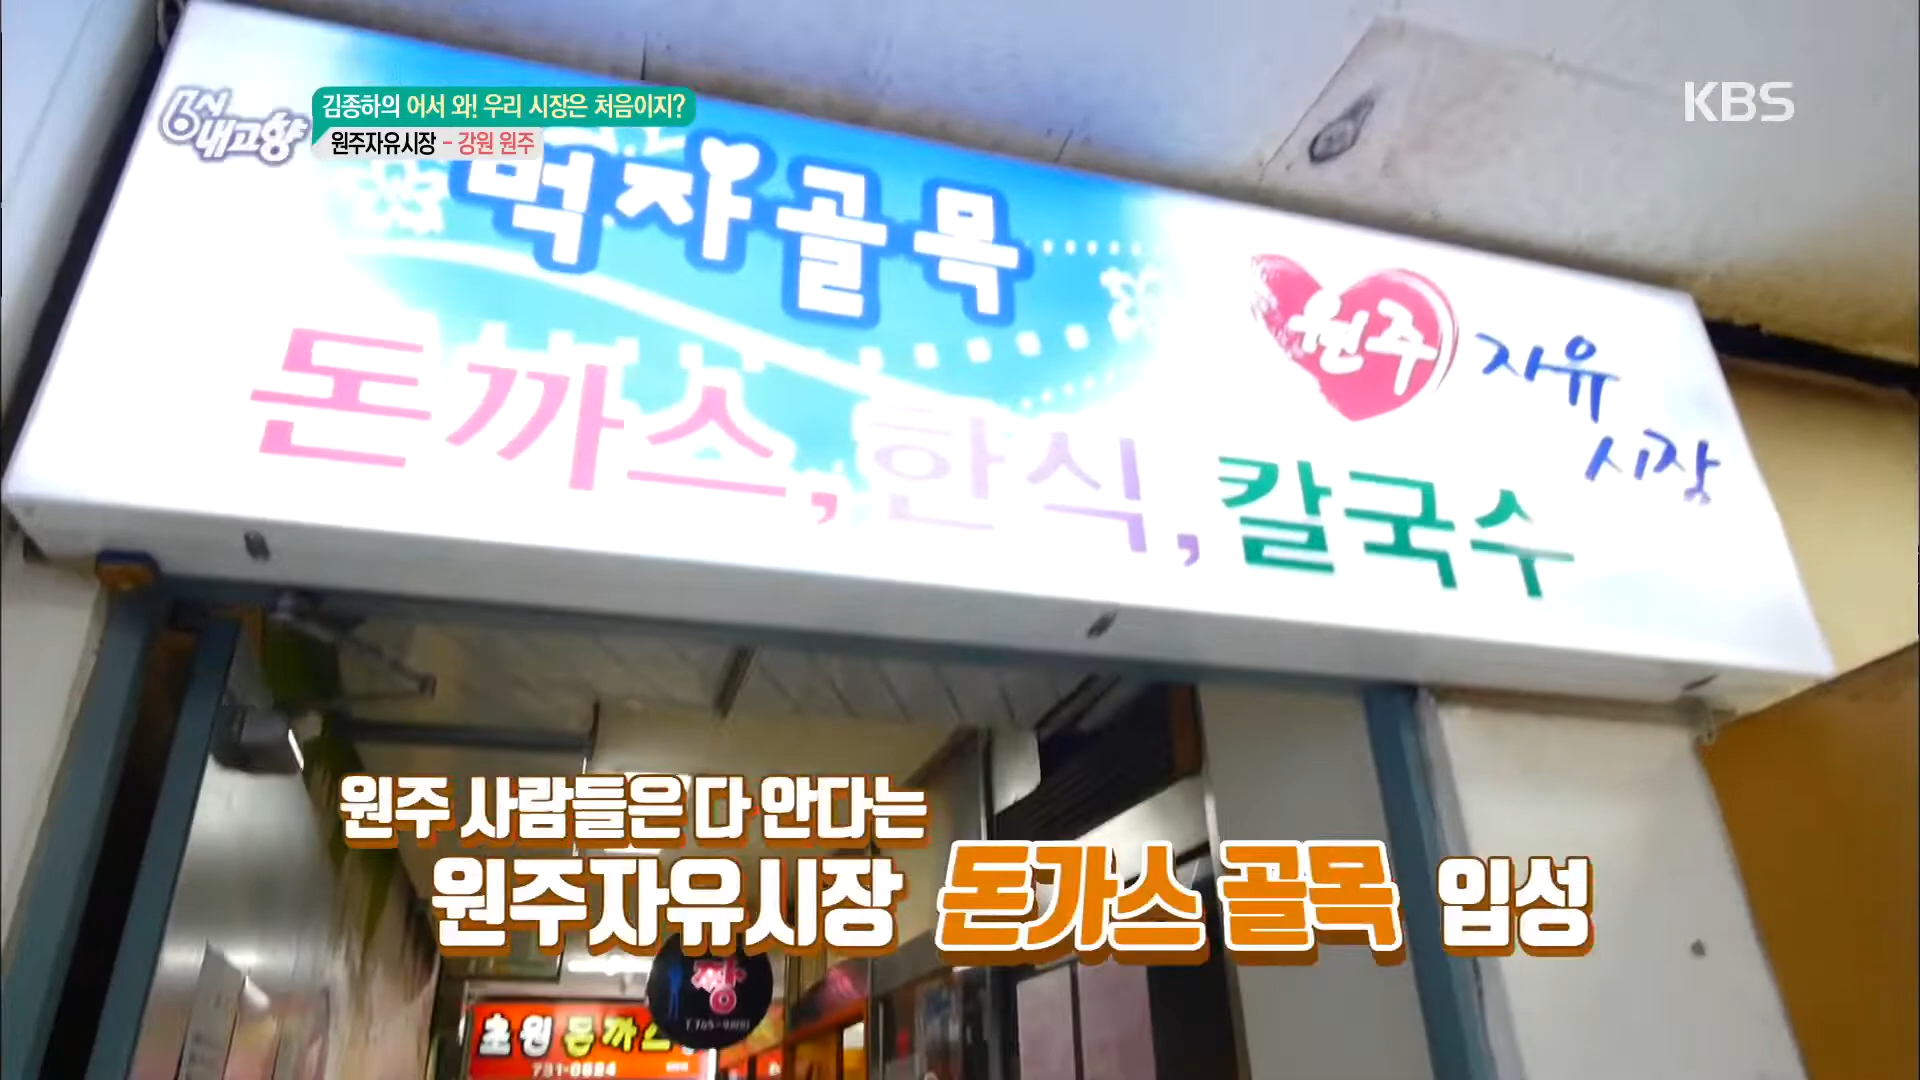 6시 내고향
김종하의 어서 와! 우리 시장은 처음이지?
원주자유시장 - 강원 원주
KBS
먹자골목
원주 자유 시장
돈까스, 한식, 칼국수
원주 사람들은 다 안다는
원주자유시장 돈가스 골목 입성
짱
초원 돈까스